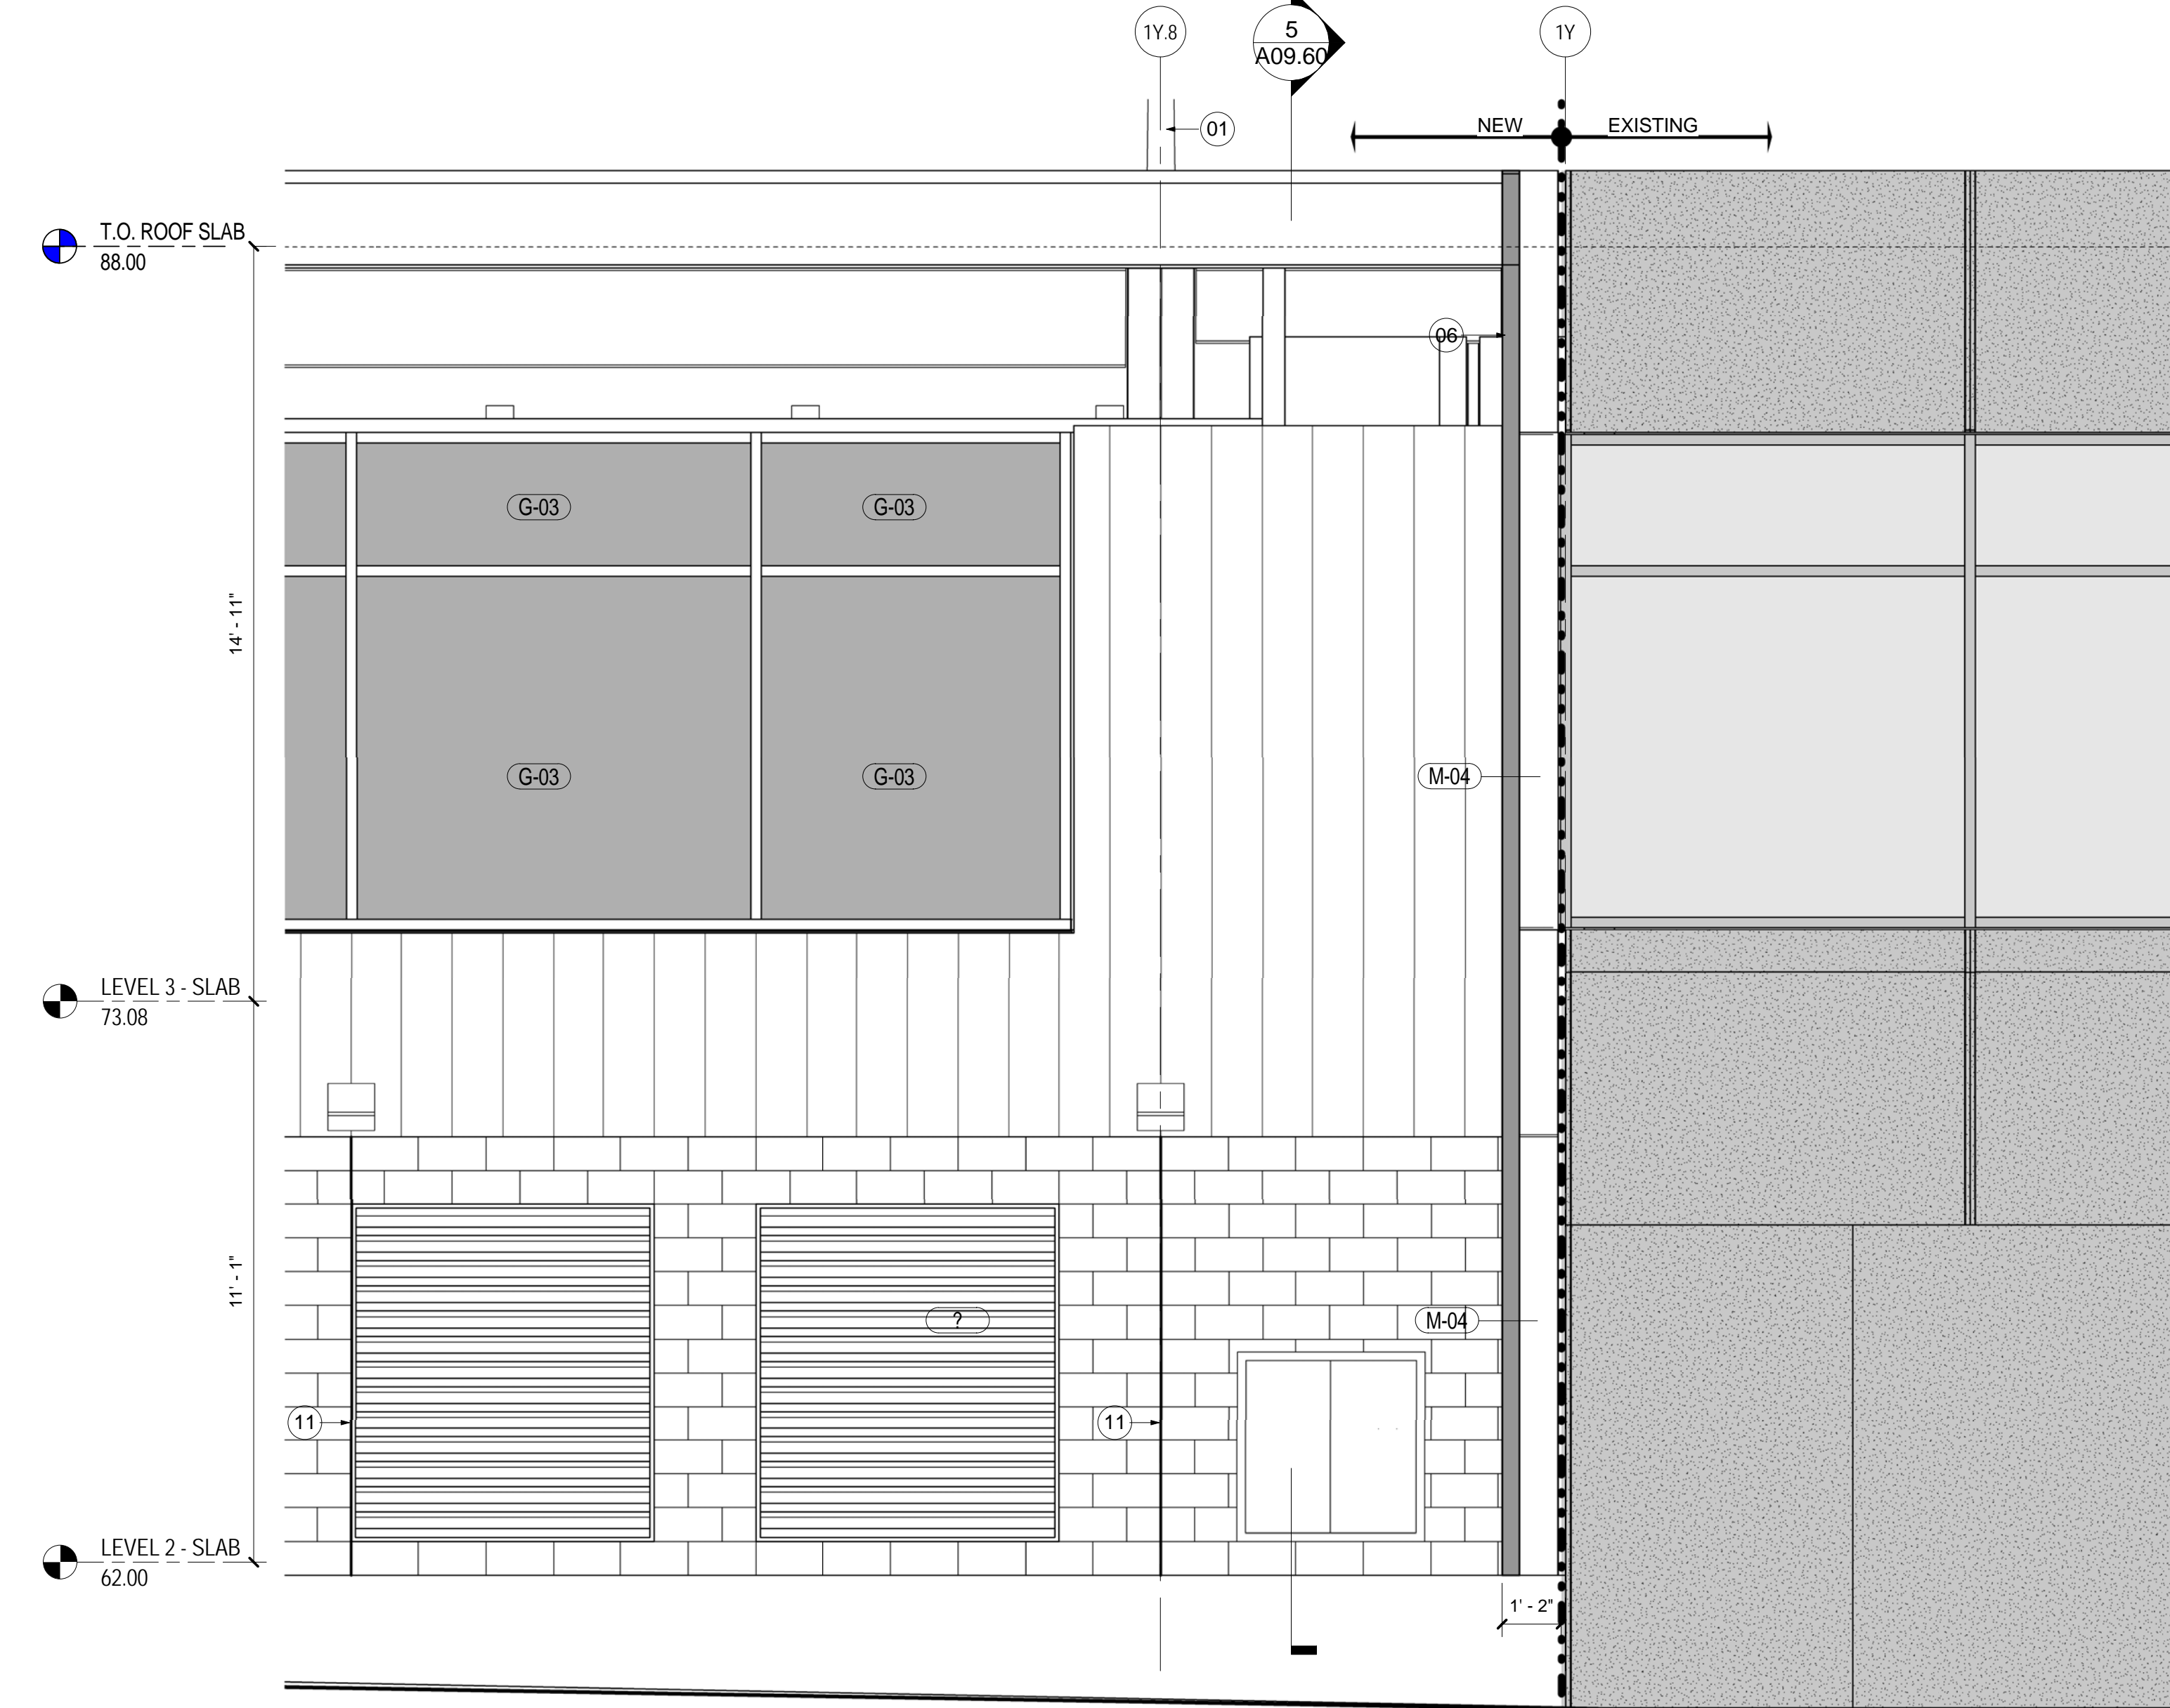 1Y.8
5
A09.60
1Y
01
NEW
EXISTING
T.O. ROOF SLAB
88.00
06
G-03
G-03
14' - 11"
G-03
G-03
M-04
LEVEL 3 - SLAB
73.08
11' - 1"
?
M-04
11
11
LEVEL 2 - SLAB
62.00
1' - 2"